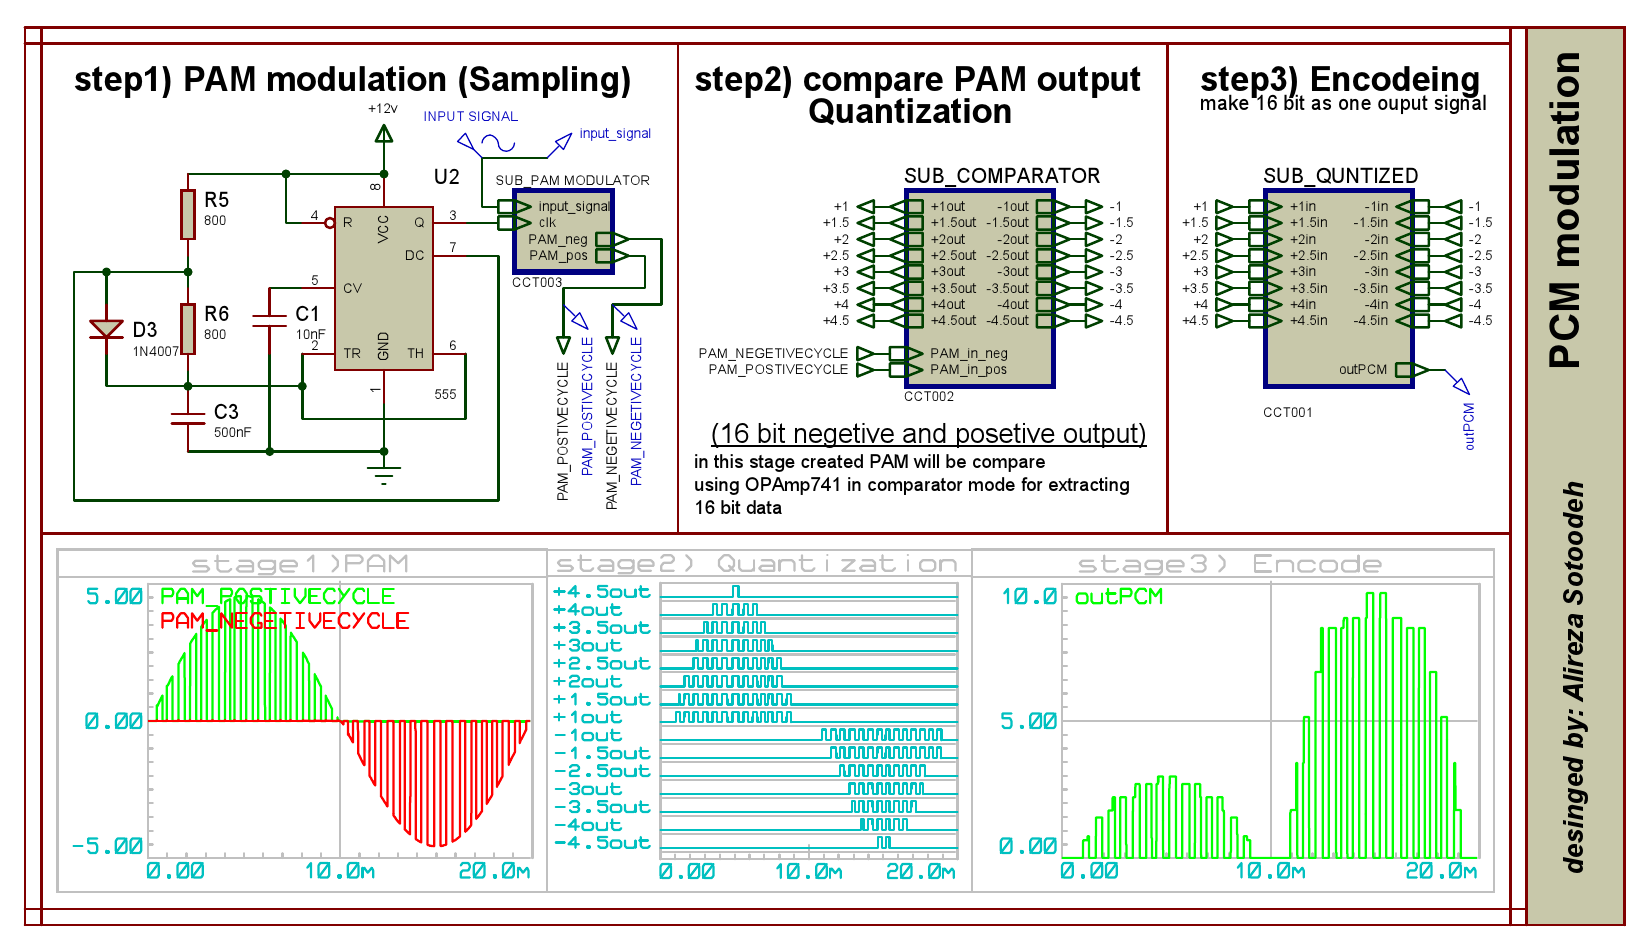 step1) PAM modulation (Sampling)
+12v
INPUT SIGNAL
input_signal
U2
SUB_PAM MODULATOR
R5
800
4
R
8
VCC
Q
3
input_signal
clk
DC
7
PAM_neg
PAM_pos
5
CV
CCT003
R6
800
C1
10nF
D3
1N4007
2
TR
GND
TH
6
1
555
C3
500nF
-
PAM_POSTIVECYCLE
PAM_POSTIVECYCLE
PAM_NEGETIVECYCLE
PAM_NEGETIVECYCLE
step2) compare PAM output
Quantization
SUB_COMPARATOR
+1 +1out -1out -1
+1.5 +1.5out -1.5out -1.5
+2 +2out -2out -2
+2.5 +2.5out -2.5out -2.5
+3 +3out -3out -3
+3.5 +3.5out -3.5out -3.5
+4 +4out -4out -4
+4.5 +4.5out -4.5out -4.5
PAM_NEGETIVECYCLE PAM_in_neg
PAM_POSTIVECYCLE PAM_in_pos
CCT002
(16 bit negetive and posetive output)
in this stage created PAM will be compare
using OPAmp741 in comparator mode for extracting
16 bit data
step3) Encodeing
make 16 bit as one ouput signal
SUB_QUNTIZED
+1 +1in -1in -1
+1.5 +1.5in -1.5in -1.5
+2 +2in -2in -2
+2.5 +2.5in -2.5in -2.5
+3 +3in -3in -3
+3.5 +3.5in -3.5in -3.5
+4 +4in -4in -4
+4.5 +4.5in -4.5in -4.5
outPCM
CCT001
outPCM
stage1)PAM
5.00
PAM_POSTIVECYCLE
PAM_NEGETIVECYCLE
0.00
-5.00
0.00 10.0m 20.0m
stage2) Quantization
+4.5out
+4out
+3.5out
+3out
+2.5out
+2out
+1.5out
+1out
-1out
-1.5out
-2.5out
-3out
-3.5out
-4out
-4.5out
0.00 10.0m 20.0m
stage3) Encode
10.0
outPCM
5.00
0.00
0.00 10.0m 20.0m
PCM modulation
desinged by: Alireza Sotoodeh